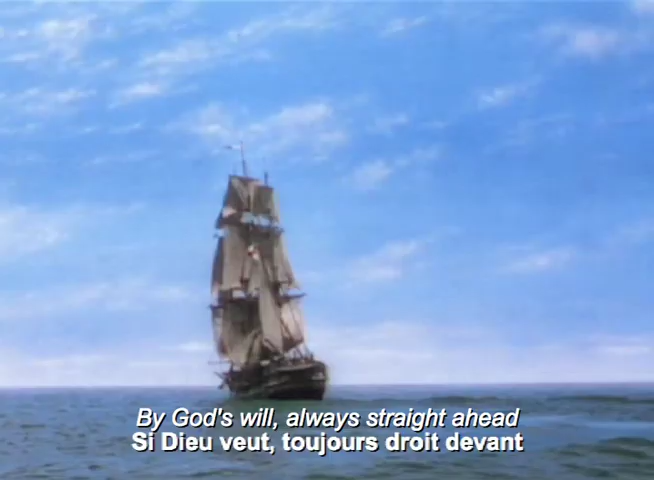 By God's will, always straight ahead
Si Dieu veut, toujours droit devant